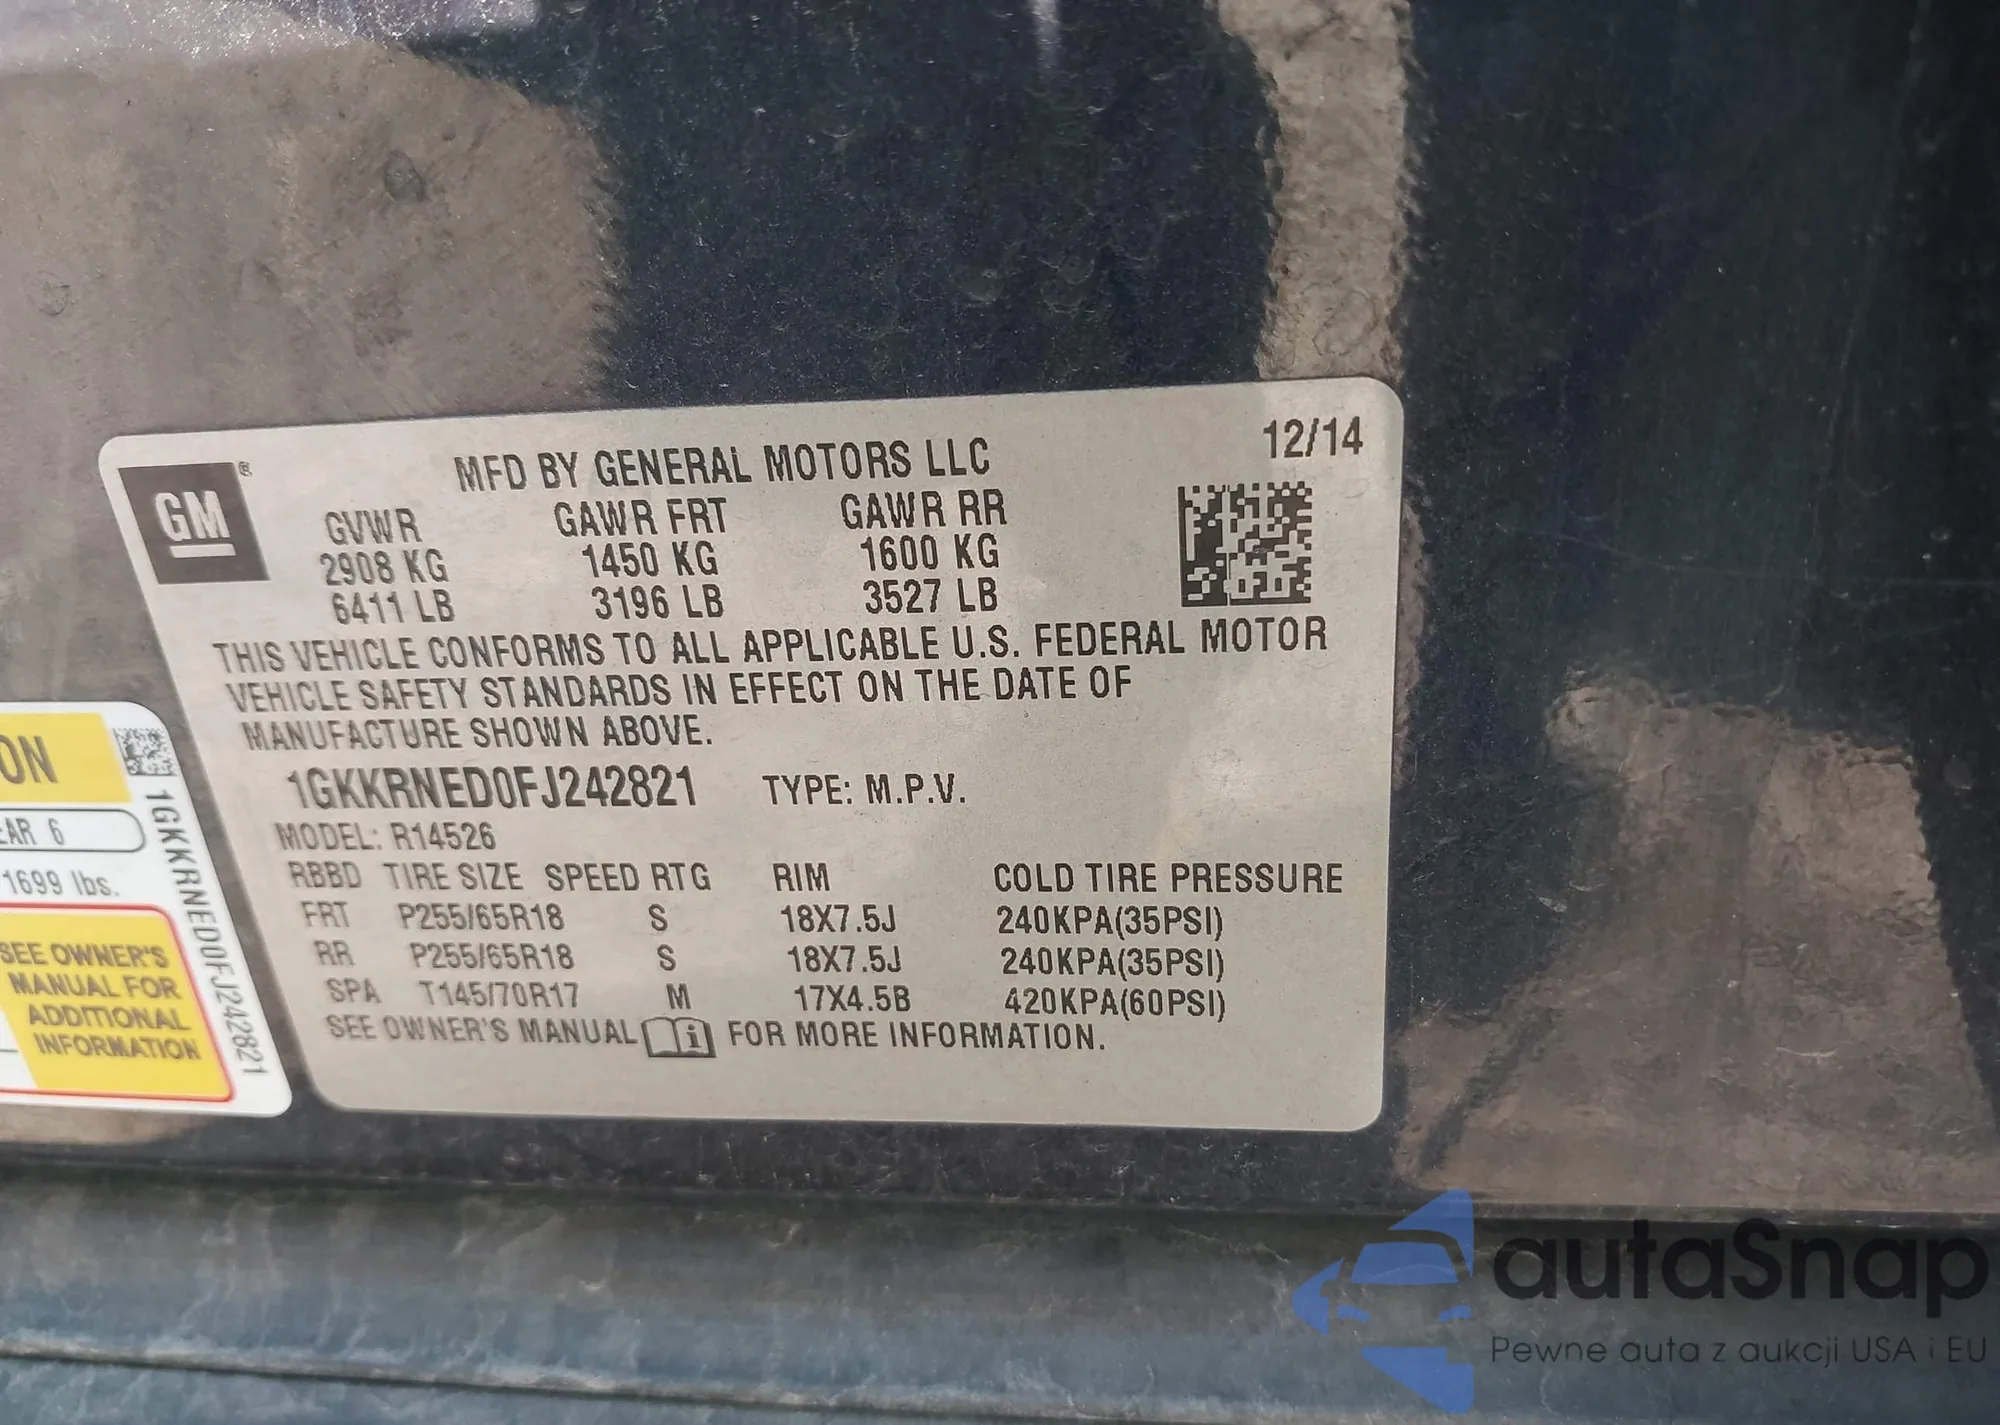 12/14
MFD BY GENERAL MOTORS LLC
GM®
GVWR GAWR FRT GAWR RR
2908 KG 1450 KG 1600 KG
6411 LB 3196 LB 3527 LB
THIS VEHICLE CONFORMS TO ALL APPLICABLE U.S. FEDERAL MOTOR
VEHICLE SAFETY STANDARDS IN EFFECT ON THE DATE OF
MANUFACTURE SHOWN ABOVE.
1GKKRNED0FJ242821 TYPE: M.P.V.
MODEL: R14526
RBBD TIRE SIZE SPEED RTG RIM COLD TIRE PRESSURE
FRT P255/65R18 S 18X7.5J 240KPA(35PSI)
RR P255/65R18 S 18X7.5J 240KPA(35PSI)
SPA T145/70R17 M 17X4.5B 420KPA(60PSI)
SEE OWNER'S MANUAL i FOR MORE INFORMATION.
ON
EAR 6
1699 lbs.
SEE OWNER'S
MANUAL FOR
ADDITIONAL
INFORMATION
1GKKRNED0FJ242821
autaSnap
Pewne auta z aukcji USA i EU